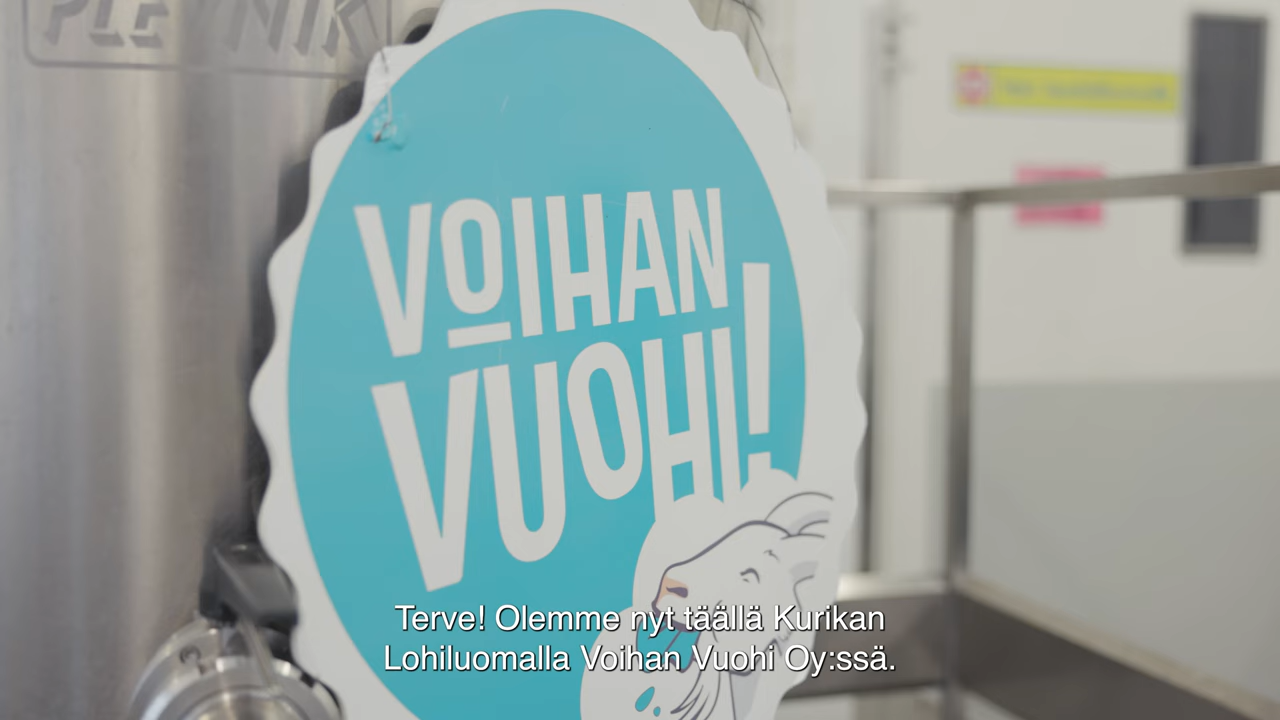 VOIHAN
VUOHI!
Terve! Olemme nyt täällä Kurikan
Lohiluomalla Voihan Vuohi Oy:ssä.